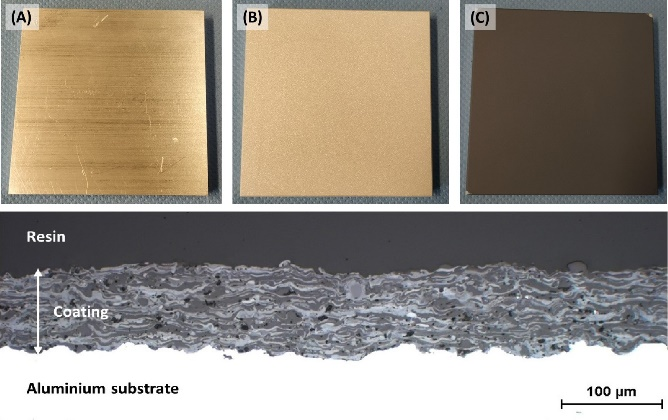 (A)
(B)
(C)
Resin
Coating
Aluminium substrate
100 µm